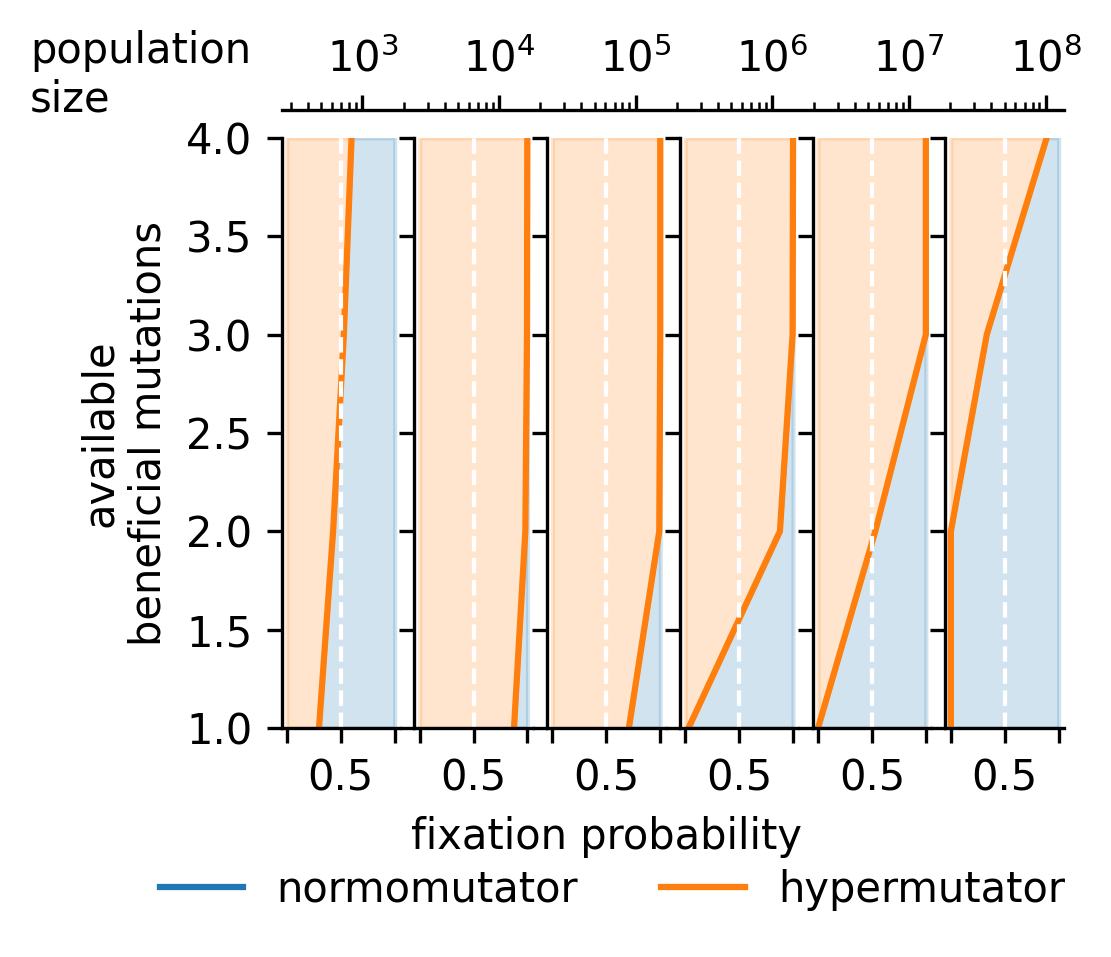 population
size
10³ 10⁴ 10⁵ 10⁶ 10⁷ 10⁸
available
beneficial mutations
4.0
3.5
3.0
2.5
2.0
1.5
1.0
0.5 0.5 0.5 0.5 0.5 0.5
fixation probability
normomutator hypermutator